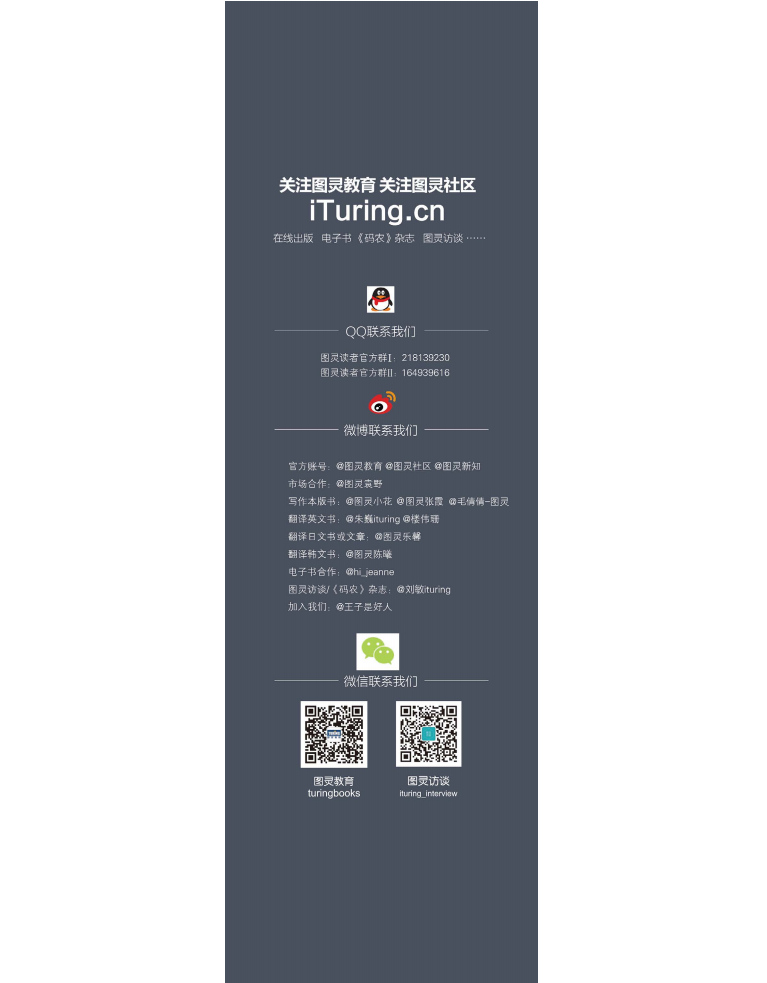 关注图灵教育 关注图灵社区
iTuring.cn
在线出版 电子书《码农》杂志 图灵访谈 ……
QQ联系我们
图灵读者官方群I：218139230
图灵读者官方群II：164939616
微博联系我们
官方账号：@图灵教育 @图灵社区 @图灵新知
市场合作：@图灵袁野
写作本版书：@图灵小花 @图灵张霞 @毛倩倩-图灵
翻译英文书：@朱巍ituring @楼伟珊
翻译日文书或文章：@图灵乐馨
翻译韩文书：@图灵陈曦
电子书合作：@hi_jeanne
图灵访谈/《码农》杂志：@刘敏ituring
加入我们：@王子是好人
微信联系我们
图灵教育
turingbooks
图灵访谈
ituring_interview